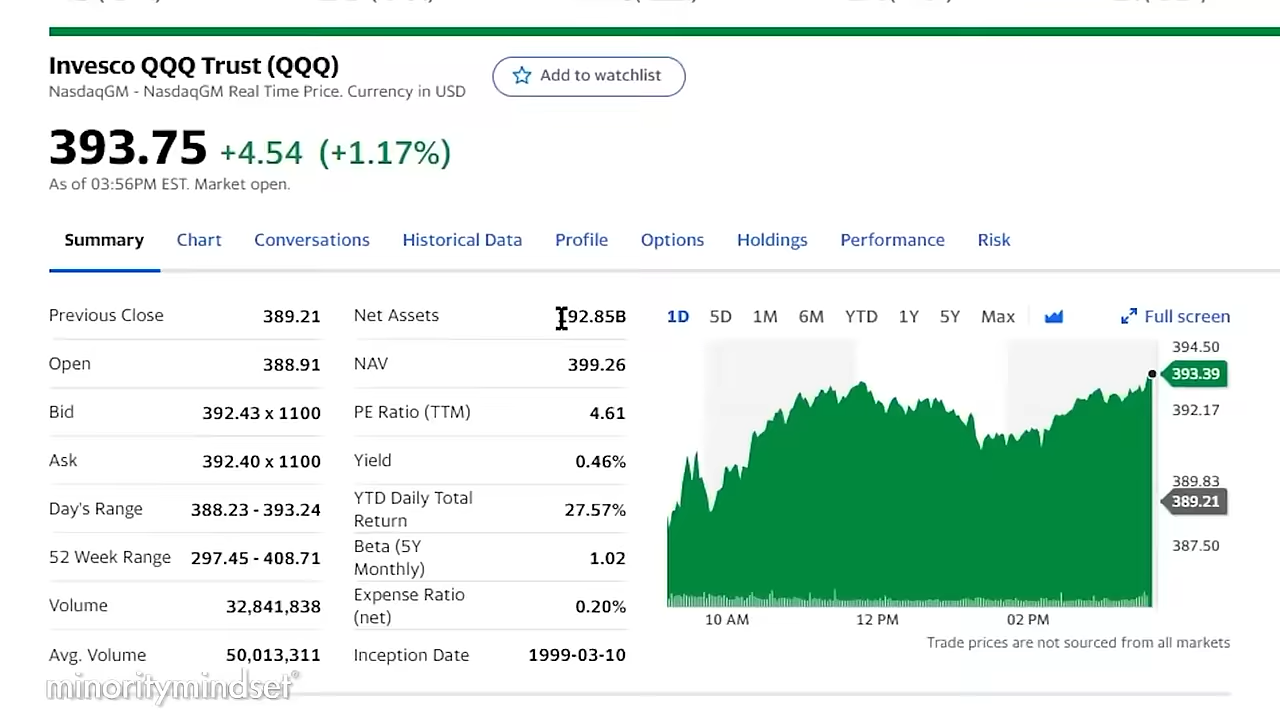 Invesco QQQ Trust (QQQ)
Add to watchlist
NasdaqGM - NasdaqGM Real Time Price. Currency in USD
393.75 +4.54 (+1.17%)
As of 03:56PM EST. Market open.
Summary Chart Conversations Historical Data Profile Options Holdings Performance Risk
Previous Close 389.21
Open 388.91
Bid 392.43 x 1100
Ask 392.40 x 1100
Day's Range 388.23 - 393.24
52 Week Range 297.45 - 408.71
Volume 32,841,838
Avg. Volume 50,013,311
Net Assets 92.85B
NAV 399.26
PE Ratio (TTM) 4.61
Yield 0.46%
YTD Daily Total
Return 27.57%
Beta (5Y
Monthly) 1.02
Expense Ratio
(net) 0.20%
Inception Date 1999-03-10
1D 5D 1M 6M YTD 1Y 5Y Max Full screen
394.50
393.39
392.17
389.83
389.21
387.50
10 AM 12 PM 02 PM
Trade prices are not sourced from all markets
minoritymindset®